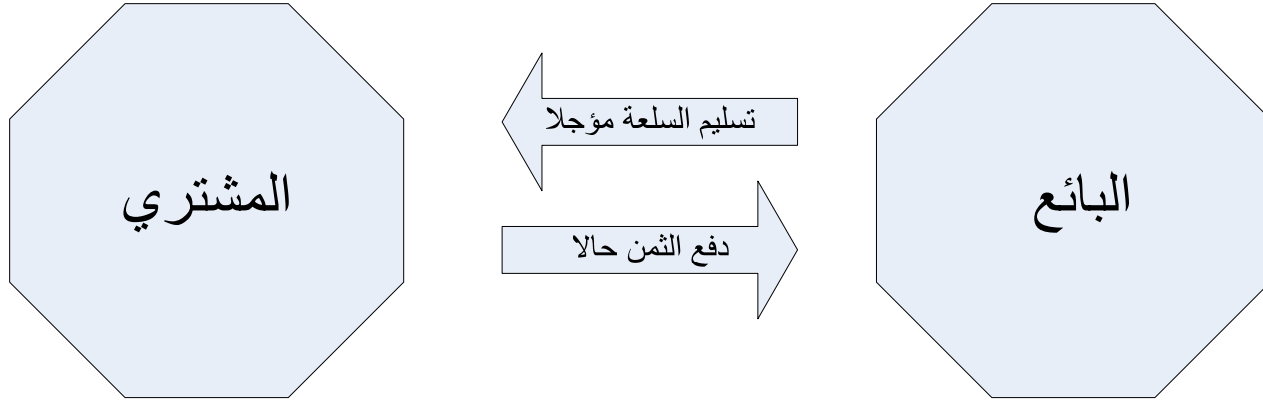 البائع
تسليم السلعة مؤجلا
دفع الثمن حالا
المشتري